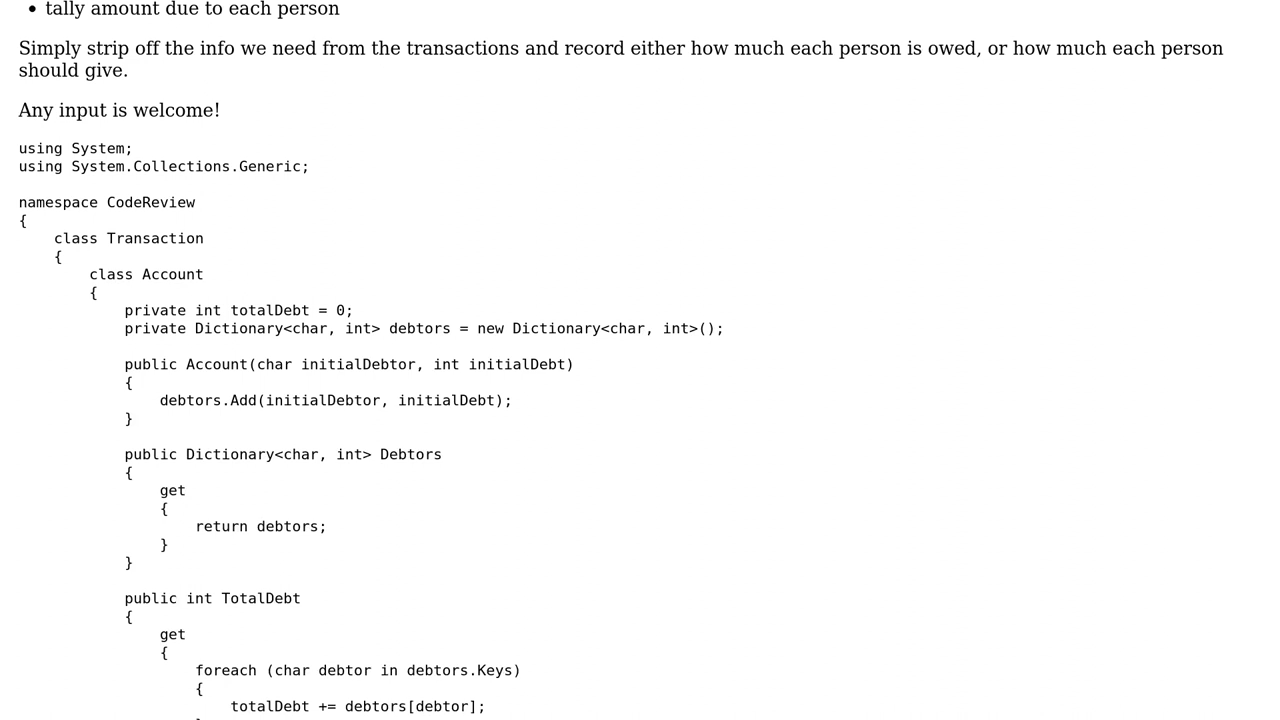 • tally amount due to each person
Simply strip off the info we need from the transactions and record either how much each person is owed, or how much each person
should give.
Any input is welcome!
using System;
using System.Collections.Generic;
namespace CodeReview
{
    class Transaction
    {
        class Account
        {
            private int totalDebt = 0;
            private Dictionary<char, int> debtors = new Dictionary<char, int>();
            public Account(char initialDebtor, int initialDebt)
            {
                debtors.Add(initialDebtor, initialDebt);
            }
            public Dictionary<char, int> Debtors
            {
                get
                {
                    return debtors;
                }
            }
            public int TotalDebt
            {
                get
                {
                    foreach (char debtor in debtors.Keys)
                    {
                        totalDebt += debtors[debtor];